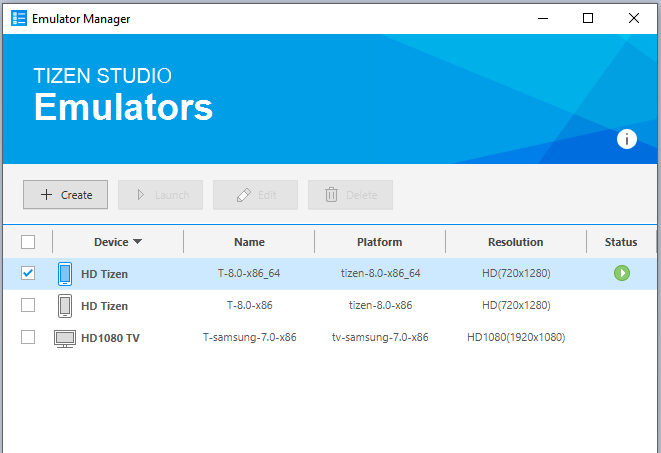 Emulator Manager
TIZEN STUDIO
Emulators
i
Create Launch Edit Delete
Device Name Platform Resolution Status
HD Tizen T-8.0-x86_64 tizen-8.0-x86_64 HD(720x1280)
HD Tizen T-8.0-x86 tizen-8.0-x86 HD(720x1280)
HD1080 TV T-samsung-7.0-x86 tv-samsung-7.0-x86 HD1080(1920x1080)